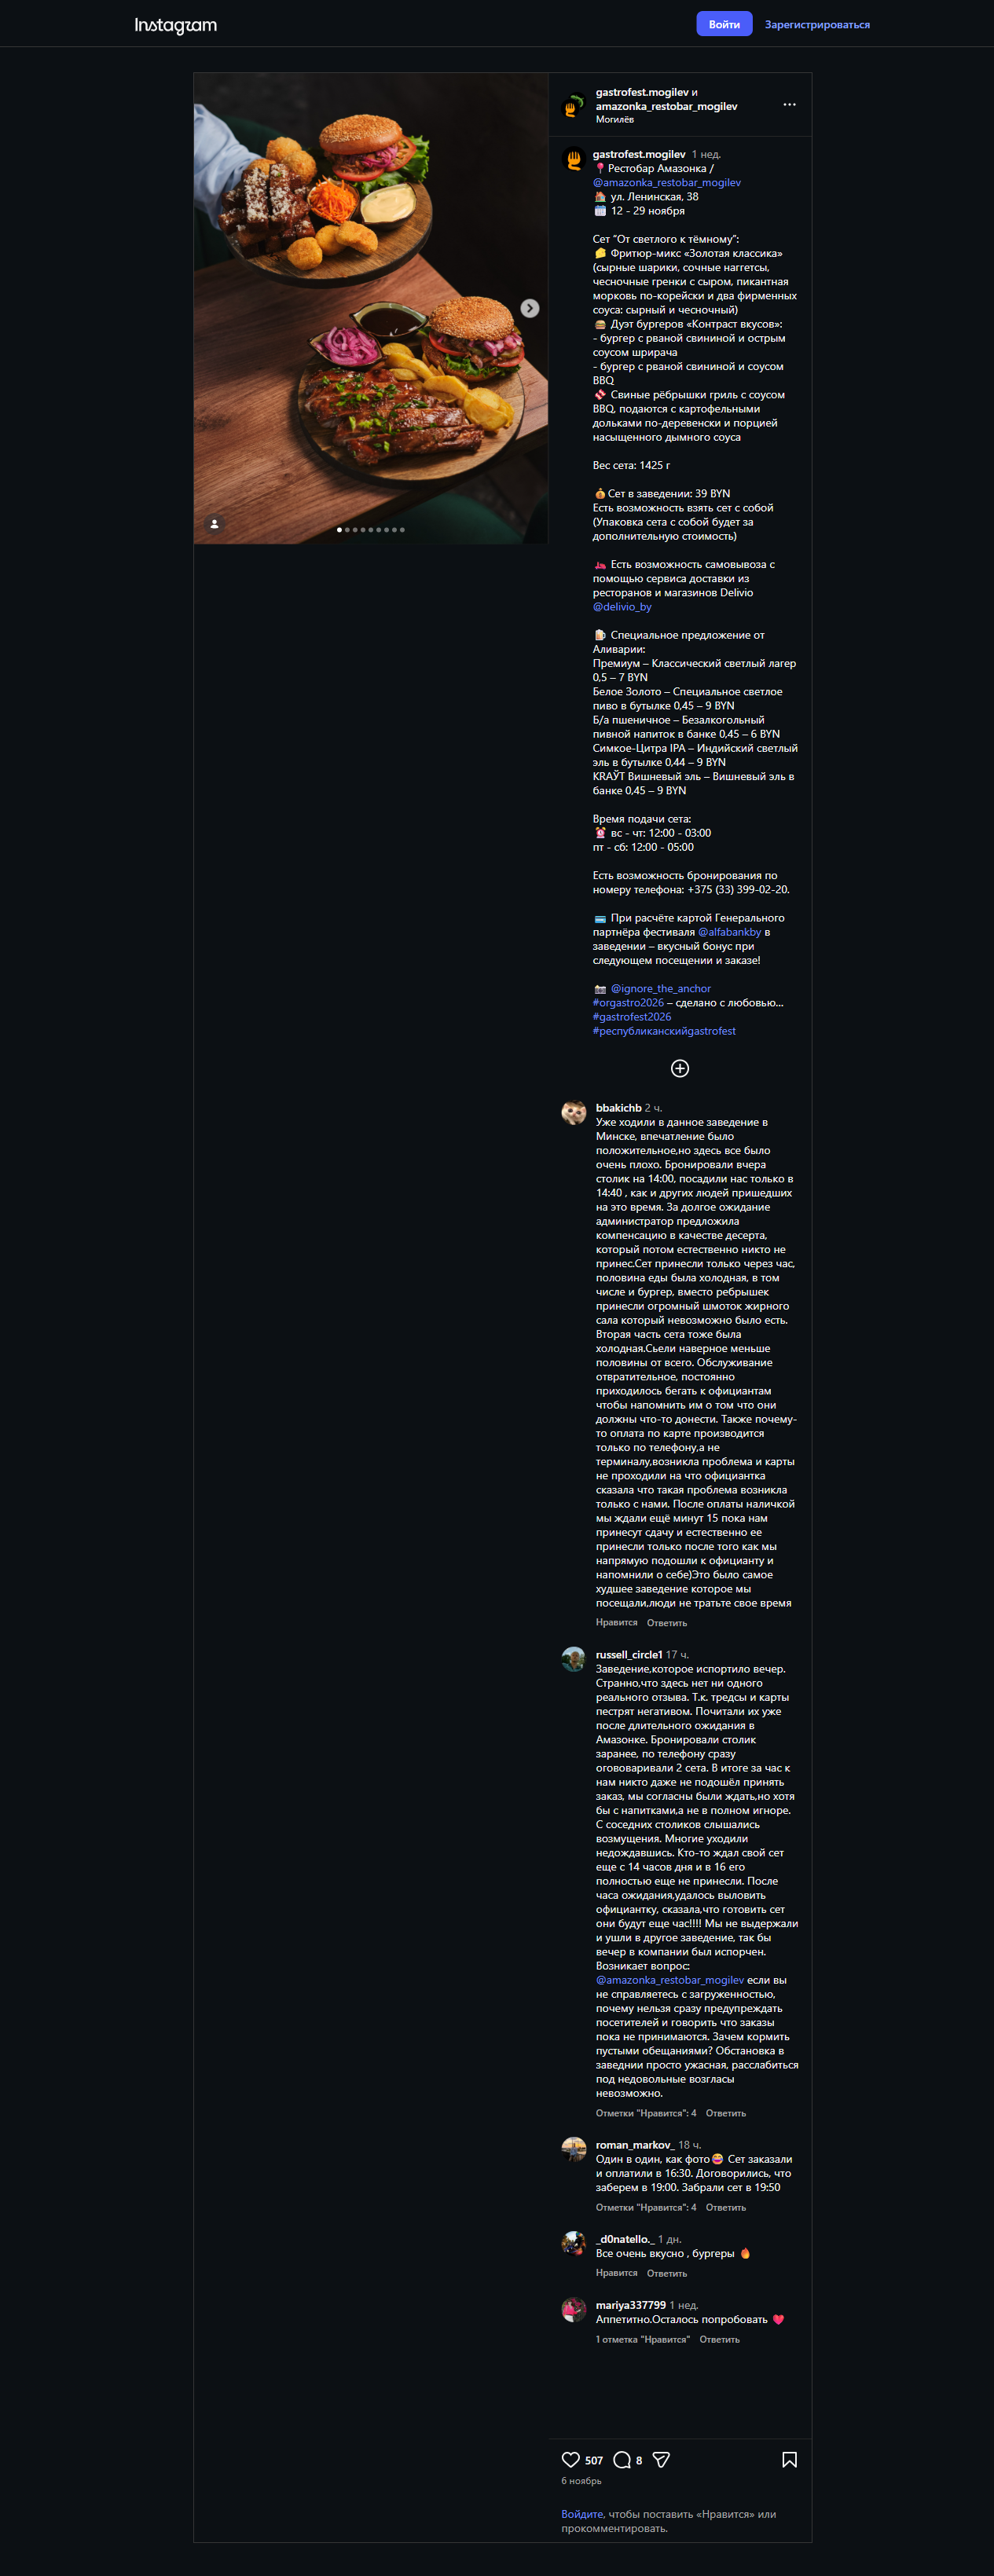 Instagram
Войти
Зарегистрироваться
gastrofest.mogilev и
amazonka_restobar_mogilev
Могилёв
gastrofest.mogilev 1 нед.
📍Рестобар Амазонка /
@amazonka_restobar_mogilev
🏠 ул. Ленинская, 38
🗓 12 - 29 ноября
Сет "От светлого к тёмному":
🧀 Фритюр-микс «Золотая классика»
(сырные шарики, сочные наггетсы,
чесночные гренки с сыром, пикантная
морковь по-корейски и два фирменных
соуса: сырный и чесночный)
🍔 Дуэт бургеров «Контраст вкусов»:
- бургер с рваной свининой и острым
соусом шрирача
- бургер с рваной свининой и соусом
BBQ
🍖 Свиные рёбрышки гриль с соусом
BBQ, подаются с картофельными
дольками по-деревенски и порцией
насыщенного дымного соуса
Вес сета: 1425 г
💰Сет в заведении: 39 BYN
Есть возможность взять сет с собой
(Упаковка сета с собой будет за
дополнительную стоимость)
🛵 Есть возможность самовывоза с
помощью сервиса доставки из
ресторанов и магазинов Delivio
@delivio_by
🍺 Специальное предложение от
Аливарии:
Премиум – Классический светлый лагер
0,5 – 7 BYN
Белое Золото – Специальное светлое
пиво в бутылке 0,45 – 9 BYN
Б/а пшеничное – Безалкогольный
пивной напиток в банке 0,45 – 6 BYN
Симкое-Цитра IPA – Индийский светлый
эль в бутылке 0,44 – 9 BYN
KRAЎT Вишневый эль – Вишневый эль в
банке 0,45 – 9 BYN
Время подачи сета:
⏰ вс - чт: 12:00 - 03:00
пт - сб: 12:00 - 05:00
Есть возможность бронирования по
номеру телефона: +375 (33) 399-02-20.
💳 При расчёте картой Генерального
партнёра фестиваля @alfabankby в
заведении – вкусный бонус при
следующем посещении и заказе!
📷 @ignore_the_anchor
#orgastro2026 – сделано с любовью...
#gastrofest2026
#республиканскийgastrofest
bbakichb 2 ч.
Уже ходили в данное заведение в
Минске, впечатление было
положительное,но здесь все было
очень плохо. Бронировали вчера
столик на 14:00, посадили нас только в
14:40 , как и других людей пришедших
на это время. За долгое ожидание
администратор предложила
компенсацию в качестве десерта,
который потом естественно никто не
принес.Сет принесли только через час,
половина еды была холодная, в том
числе и бургер, вместо ребрышек
принесли огромный шмоток жирного
сала который невозможно было есть.
Вторая часть сета тоже была
холодная.Сьели наверное меньше
половины от всего. Обслуживание
отвратительное, постоянно
приходилось бегать к официантам
чтобы напомнить им о том что они
должны что-то донести. Также почему-
то оплата по карте производится
только по телефону,а не
терминалу,возникла проблема и карты
не проходили на что официантка
сказала что такая проблема возникла
только с нами. После оплаты наличкой
мы ждали ещё минут 15 пока нам
принесут сдачу и естественно ее
принесли только после того как мы
напрямую подошли к официанту и
напомнили о себе)Это было самое
худшее заведение которое мы
посещали,люди не тратьте свое время
Нравится Ответить
russell_circle1 17 ч.
Заведение,которое испортило вечер.
Странно,что здесь нет ни одного
реального отзыва. Т.к. тредсы и карты
пестрят негативом. Почитали их уже
после длительного ожидания в
Амазонке. Бронировали столик
заранее, по телефону сразу
огововаривали 2 сета. В итоге за час к
нам никто даже не подошёл принять
заказ, мы согласны были ждать,но хотя
бы с напитками,а не в полном игноре.
С соседних столиков слышались
возмущения. Многие уходили
недождавшись. Кто-то ждал свой сет
еще с 14 часов дня и в 16 его
полностью еще не принесли. После
часа ожидания,удалось выловить
официантку, сказала,что готовить сет
они будут еще час!!!! Мы не выдержали
и ушли в другое заведение, так бы
вечер в компании был испорчен.
Возникает вопрос:
@amazonka_restobar_mogilev если вы
не справляетесь с загруженностью,
почему нельзя сразу предупреждать
посетителей и говорить что заказы
пока не принимаются. Зачем кормить
пустыми обещаниями? Обстановка в
заведнии просто ужасная, расслабиться
под недовольные возгласы
невозможно.
Отметки "Нравится": 4 Ответить
roman_markov_ 18 ч.
Один в один, как фото😆 Сет заказали
и оплатили в 16:30. Договорились, что
заберем в 19:00. Забрали сет в 19:50
Отметки "Нравится": 4 Ответить
_d0natello._ 1 дн.
Все очень вкусно , бургеры 🔥
Нравится Ответить
mariya337799 1 нед.
Аппетитно.Осталось попробовать ❤️
1 отметка "Нравится" Ответить
507 8
6 ноябрь
Войдите, чтобы поставить «Нравится» или
прокомментировать.